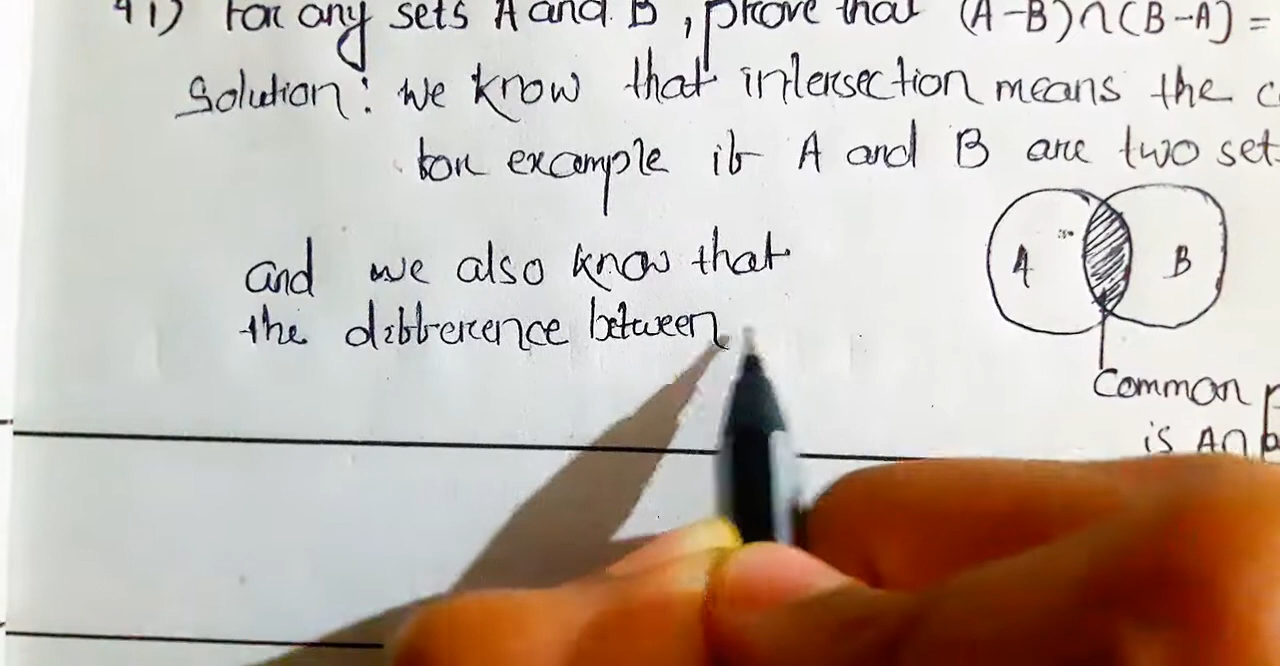 41) For any sets A and B, prove that (A-B)∩(B-A) =
Solution: we know that intersection means the
for example if A and B are two set
A B
and we also know that
the difference between
Common
is A∩B